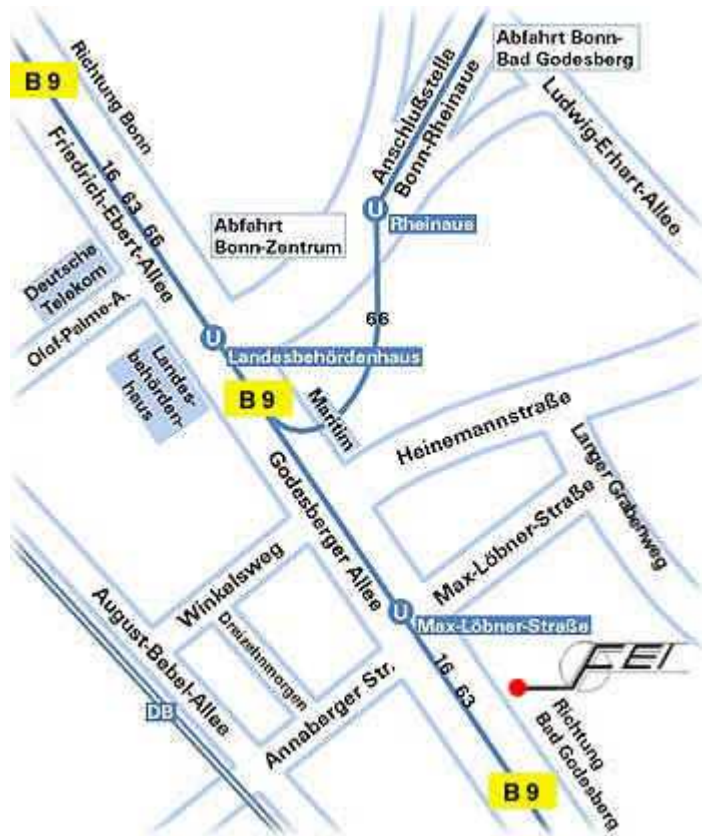 Abfahrt Bonn-
Bad Godesberg
B 9
Richtung Bonn
Anschlußstelle
Bonn-Rheinaue
Ludwig-Erhart-Allee
16 63 66
Friedrich-Ebert-Allee
U
Rheinaue
Abfahrt
Bonn-Zentrum
Deutsche
Telekom
Olof-Palme-A.
66
U
Landesbehördenhaus
Landes-
behörden-
haus
B 9
Maritim
Heinemannstraße
Langer Grabenweg
Godesberger Allee
Max-Löbner-Straße
Winkelsweg
Dreizehnmorgen
August-Bebel-Allee
U
Max-Löbner-Straße
Annaberger Str.
16 63
FEI
DB
Richtung
Bad Godesberg
B 9